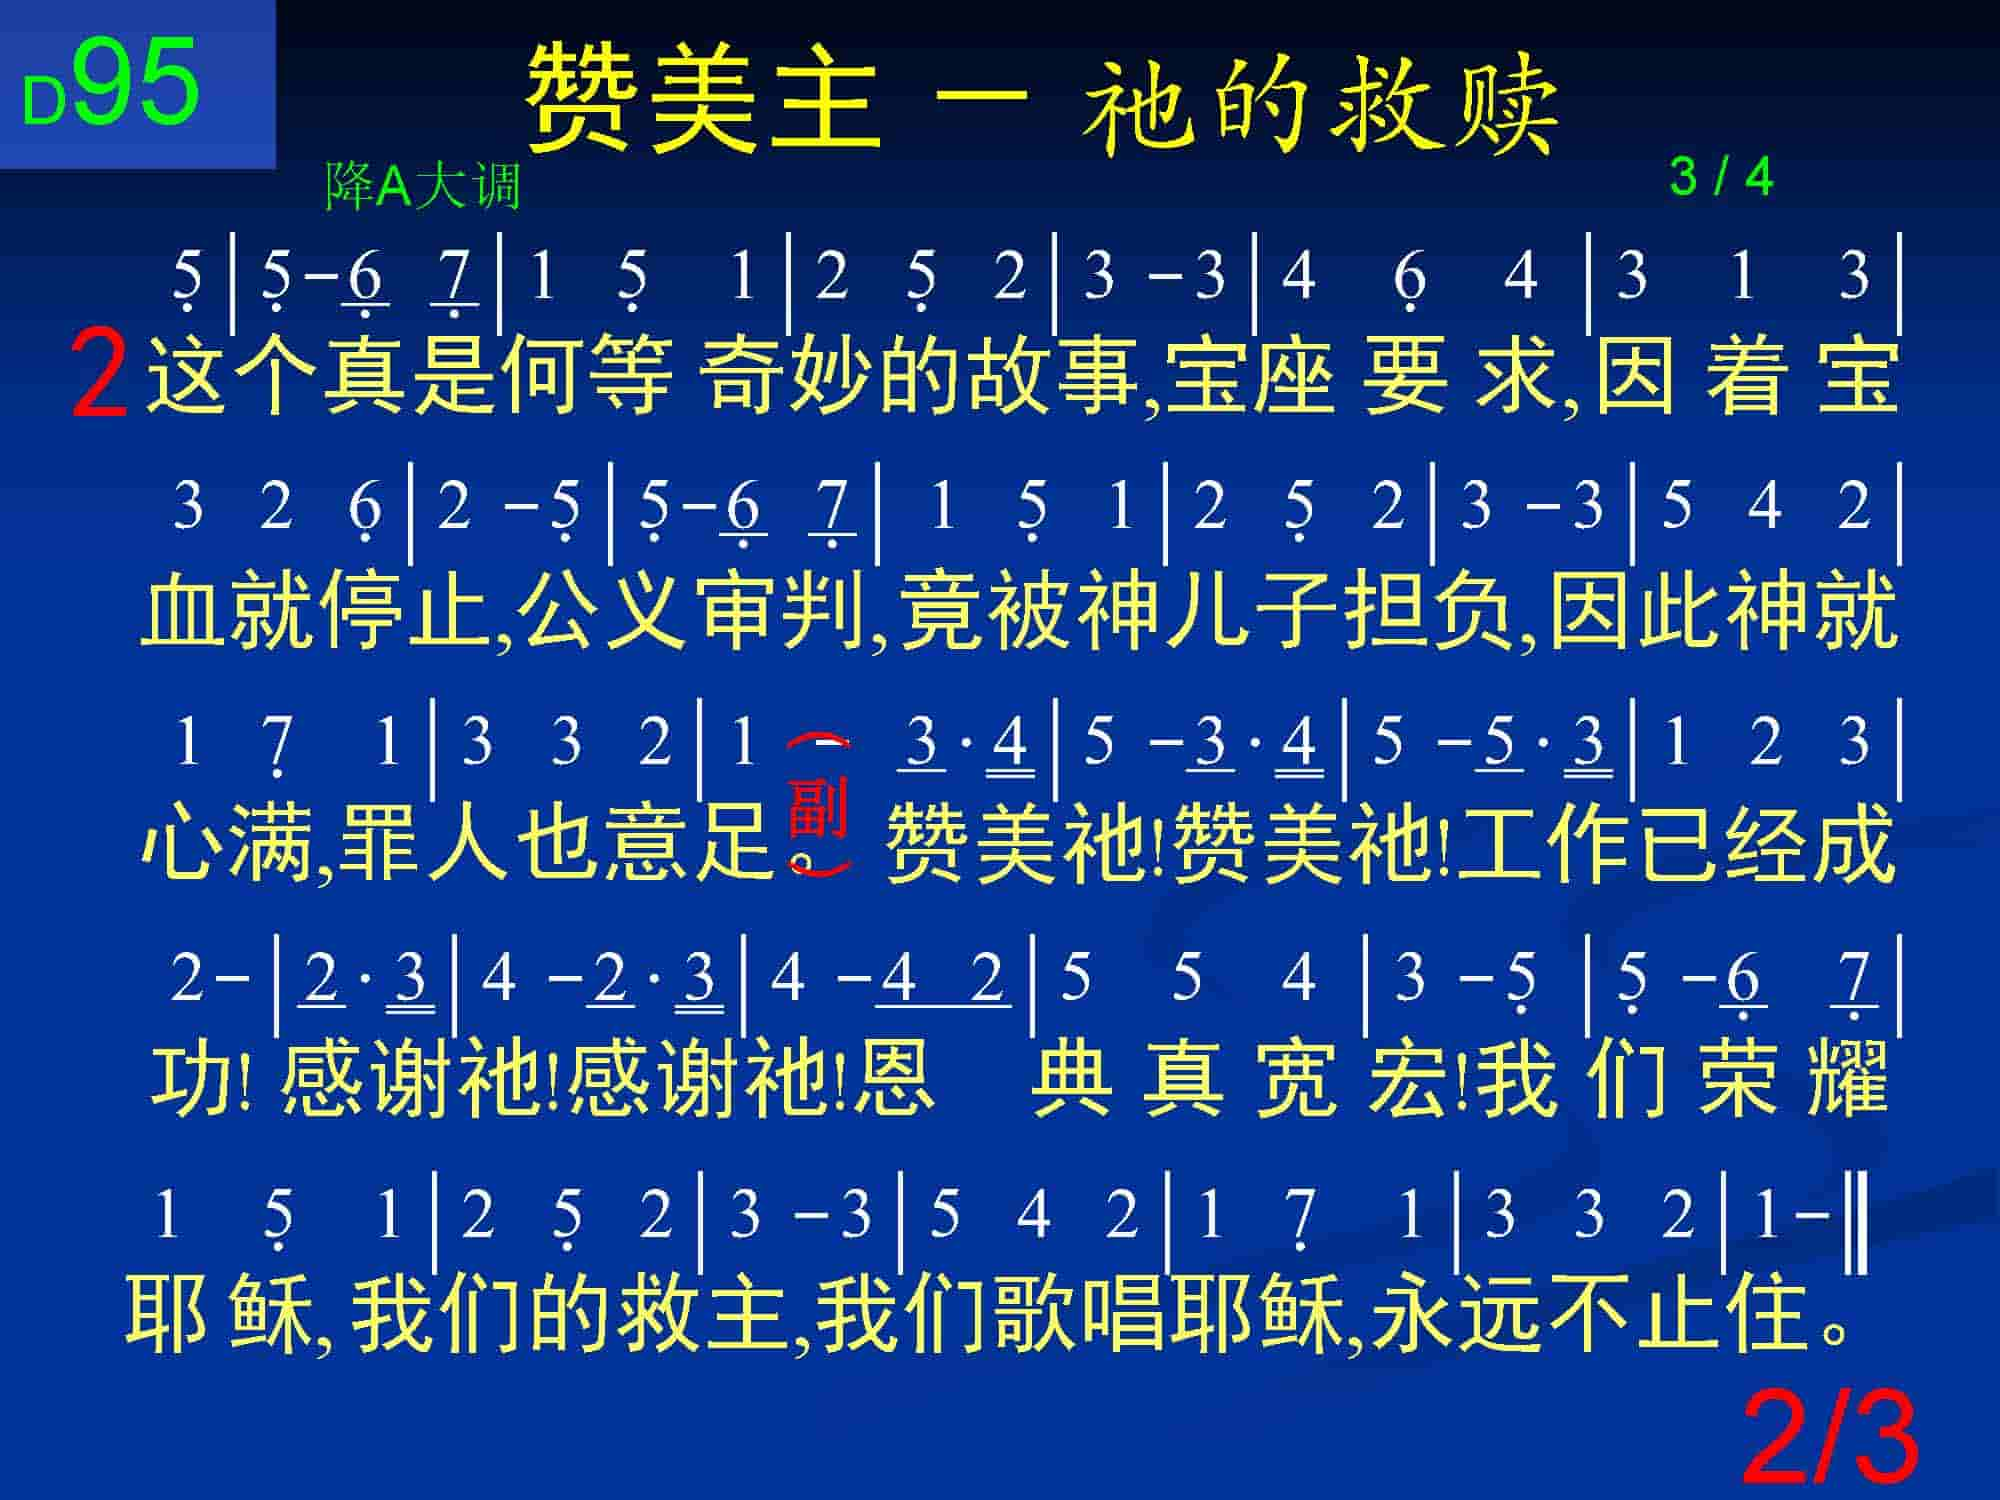 D95
赞美主 — 祂的救赎
降A大调 3 / 4
5̣ | 5̣ - 6̣ 7̣ | 1 5̣ 1 | 2 5̣ 2 | 3 - 3 | 4 6̣ 4 | 3 1 3 |
2 这个真是何等 奇妙的故事,宝座 要 求,因 着 宝
3 2 6̣ | 2 - 5̣ | 5̣ - 6̣ 7̣ | 1 5̣ 1 | 2 5̣ 2 | 3 - 3 | 5 4 2 |
血就停止,公义审判,竟被神儿子担负,因此神就
1 7̣ 1 | 3 3 2 | 1 - 3 · 4 | 5 - 3 · 4 | 5 - 5 · 3 | 1 2 3 |
心满,罪人也意足。(副) 赞美祂!赞美祂!工作已经成
2 - | 2 · 3 | 4 - 2 · 3 | 4 - 4 2 | 5 5 4 | 3 - 5̣ | 5̣ - 6̣ 7̣ |
功! 感谢祂!感谢祂!恩 典 真 宽 宏!我 们 荣 耀
1 5̣ 1 | 2 5̣ 2 | 3 - 3 | 5 4 2 | 1 7̣ 1 | 3 3 2 | 1 - ‖
耶 稣, 我们的救主,我们歌唱耶稣,永远不止住。
2/3